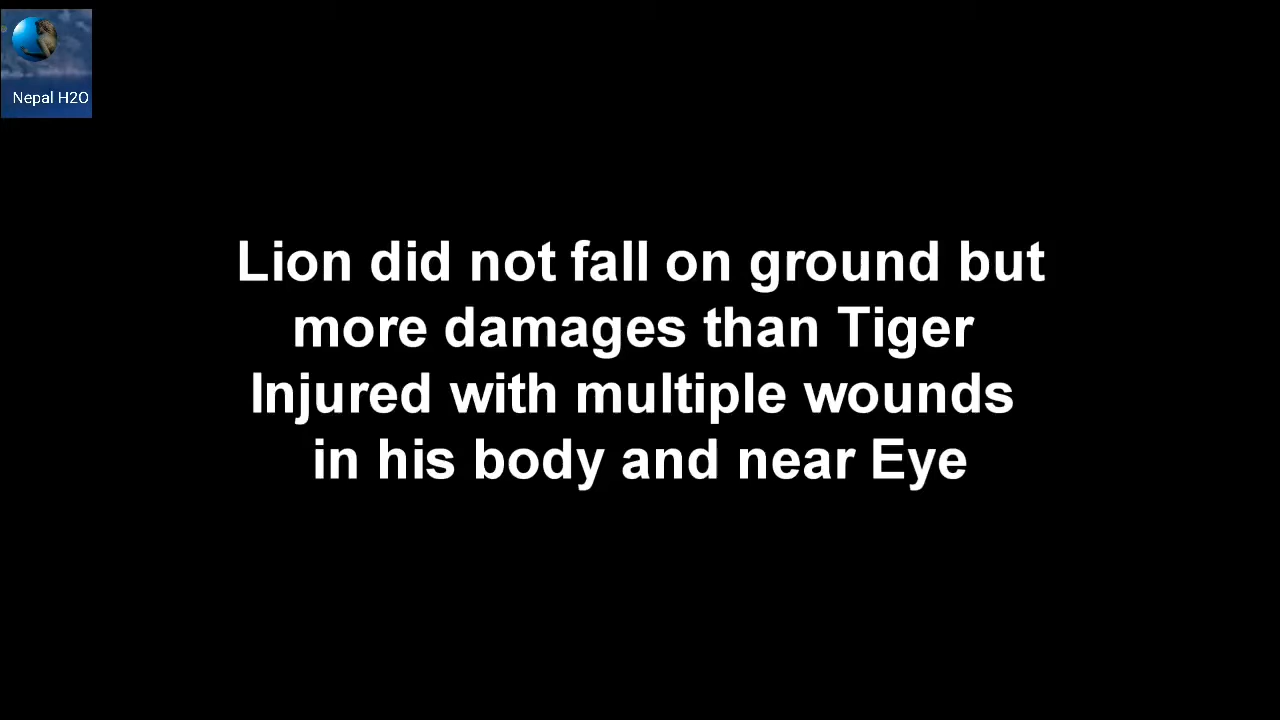 Nepal H2O
Lion did not fall on ground but
more damages than Tiger
Injured with multiple wounds
in his body and near Eye